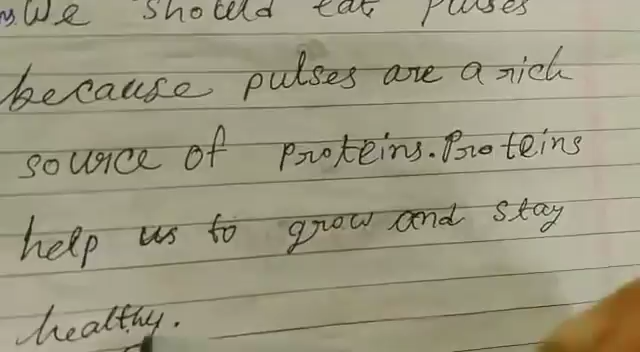 We should eat pulses
because pulses are a rich
source of proteins. Proteins
help us to grow and stay
healthy.